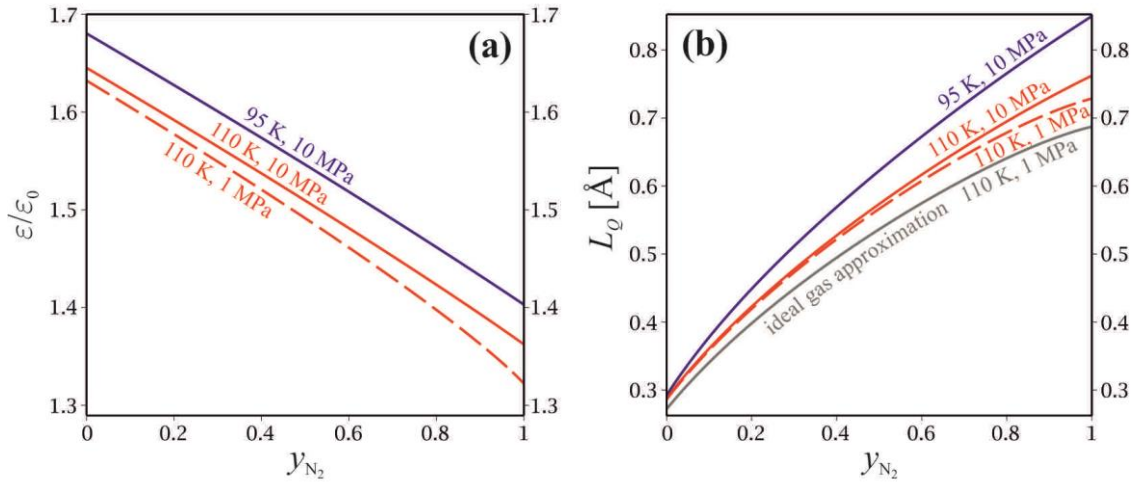 1.7
1.6
1.5
1.4
1.3
ε/ε₀
(a)
95 K, 10 MPa
110 K, 10 MPa
110 K, 1 MPa
1.7
1.6
1.5
1.4
1.3
0
0.2
0.4
0.6
0.8
1
y_N₂
0.8
0.7
0.6
0.5
0.4
0.3
L_Q [Å]
(b)
95 K, 10 MPa
110 K, 10 MPa
110 K, 1 MPa
ideal gas approximation 110 K, 1 MPa
0.8
0.7
0.6
0.5
0.4
0.3
0
0.2
0.4
0.6
0.8
1
y_N₂